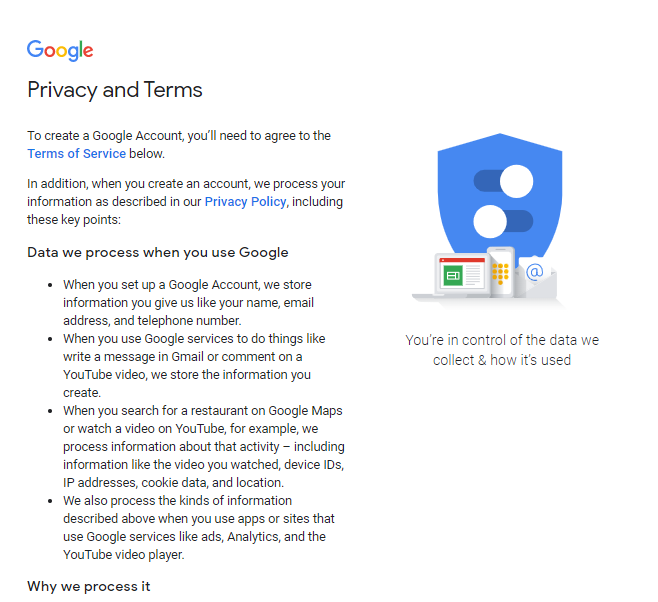 Google
Privacy and Terms
To create a Google Account, you’ll need to agree to the
Terms of Service below.
In addition, when you create an account, we process your
information as described in our Privacy Policy, including
these key points:
Data we process when you use Google
• When you set up a Google Account, we store
information you give us like your name, email
address, and telephone number.
• When you use Google services to do things like
write a message in Gmail or comment on a
YouTube video, we store the information you
create.
• When you search for a restaurant on Google Maps
or watch a video on YouTube, for example, we
process information about that activity – including
information like the video you watched, device IDs,
IP addresses, cookie data, and location.
• We also process the kinds of information
described above when you use apps or sites that
use Google services like ads, Analytics, and the
YouTube video player.
Why we process it
@
You’re in control of the data we
collect & how it’s used